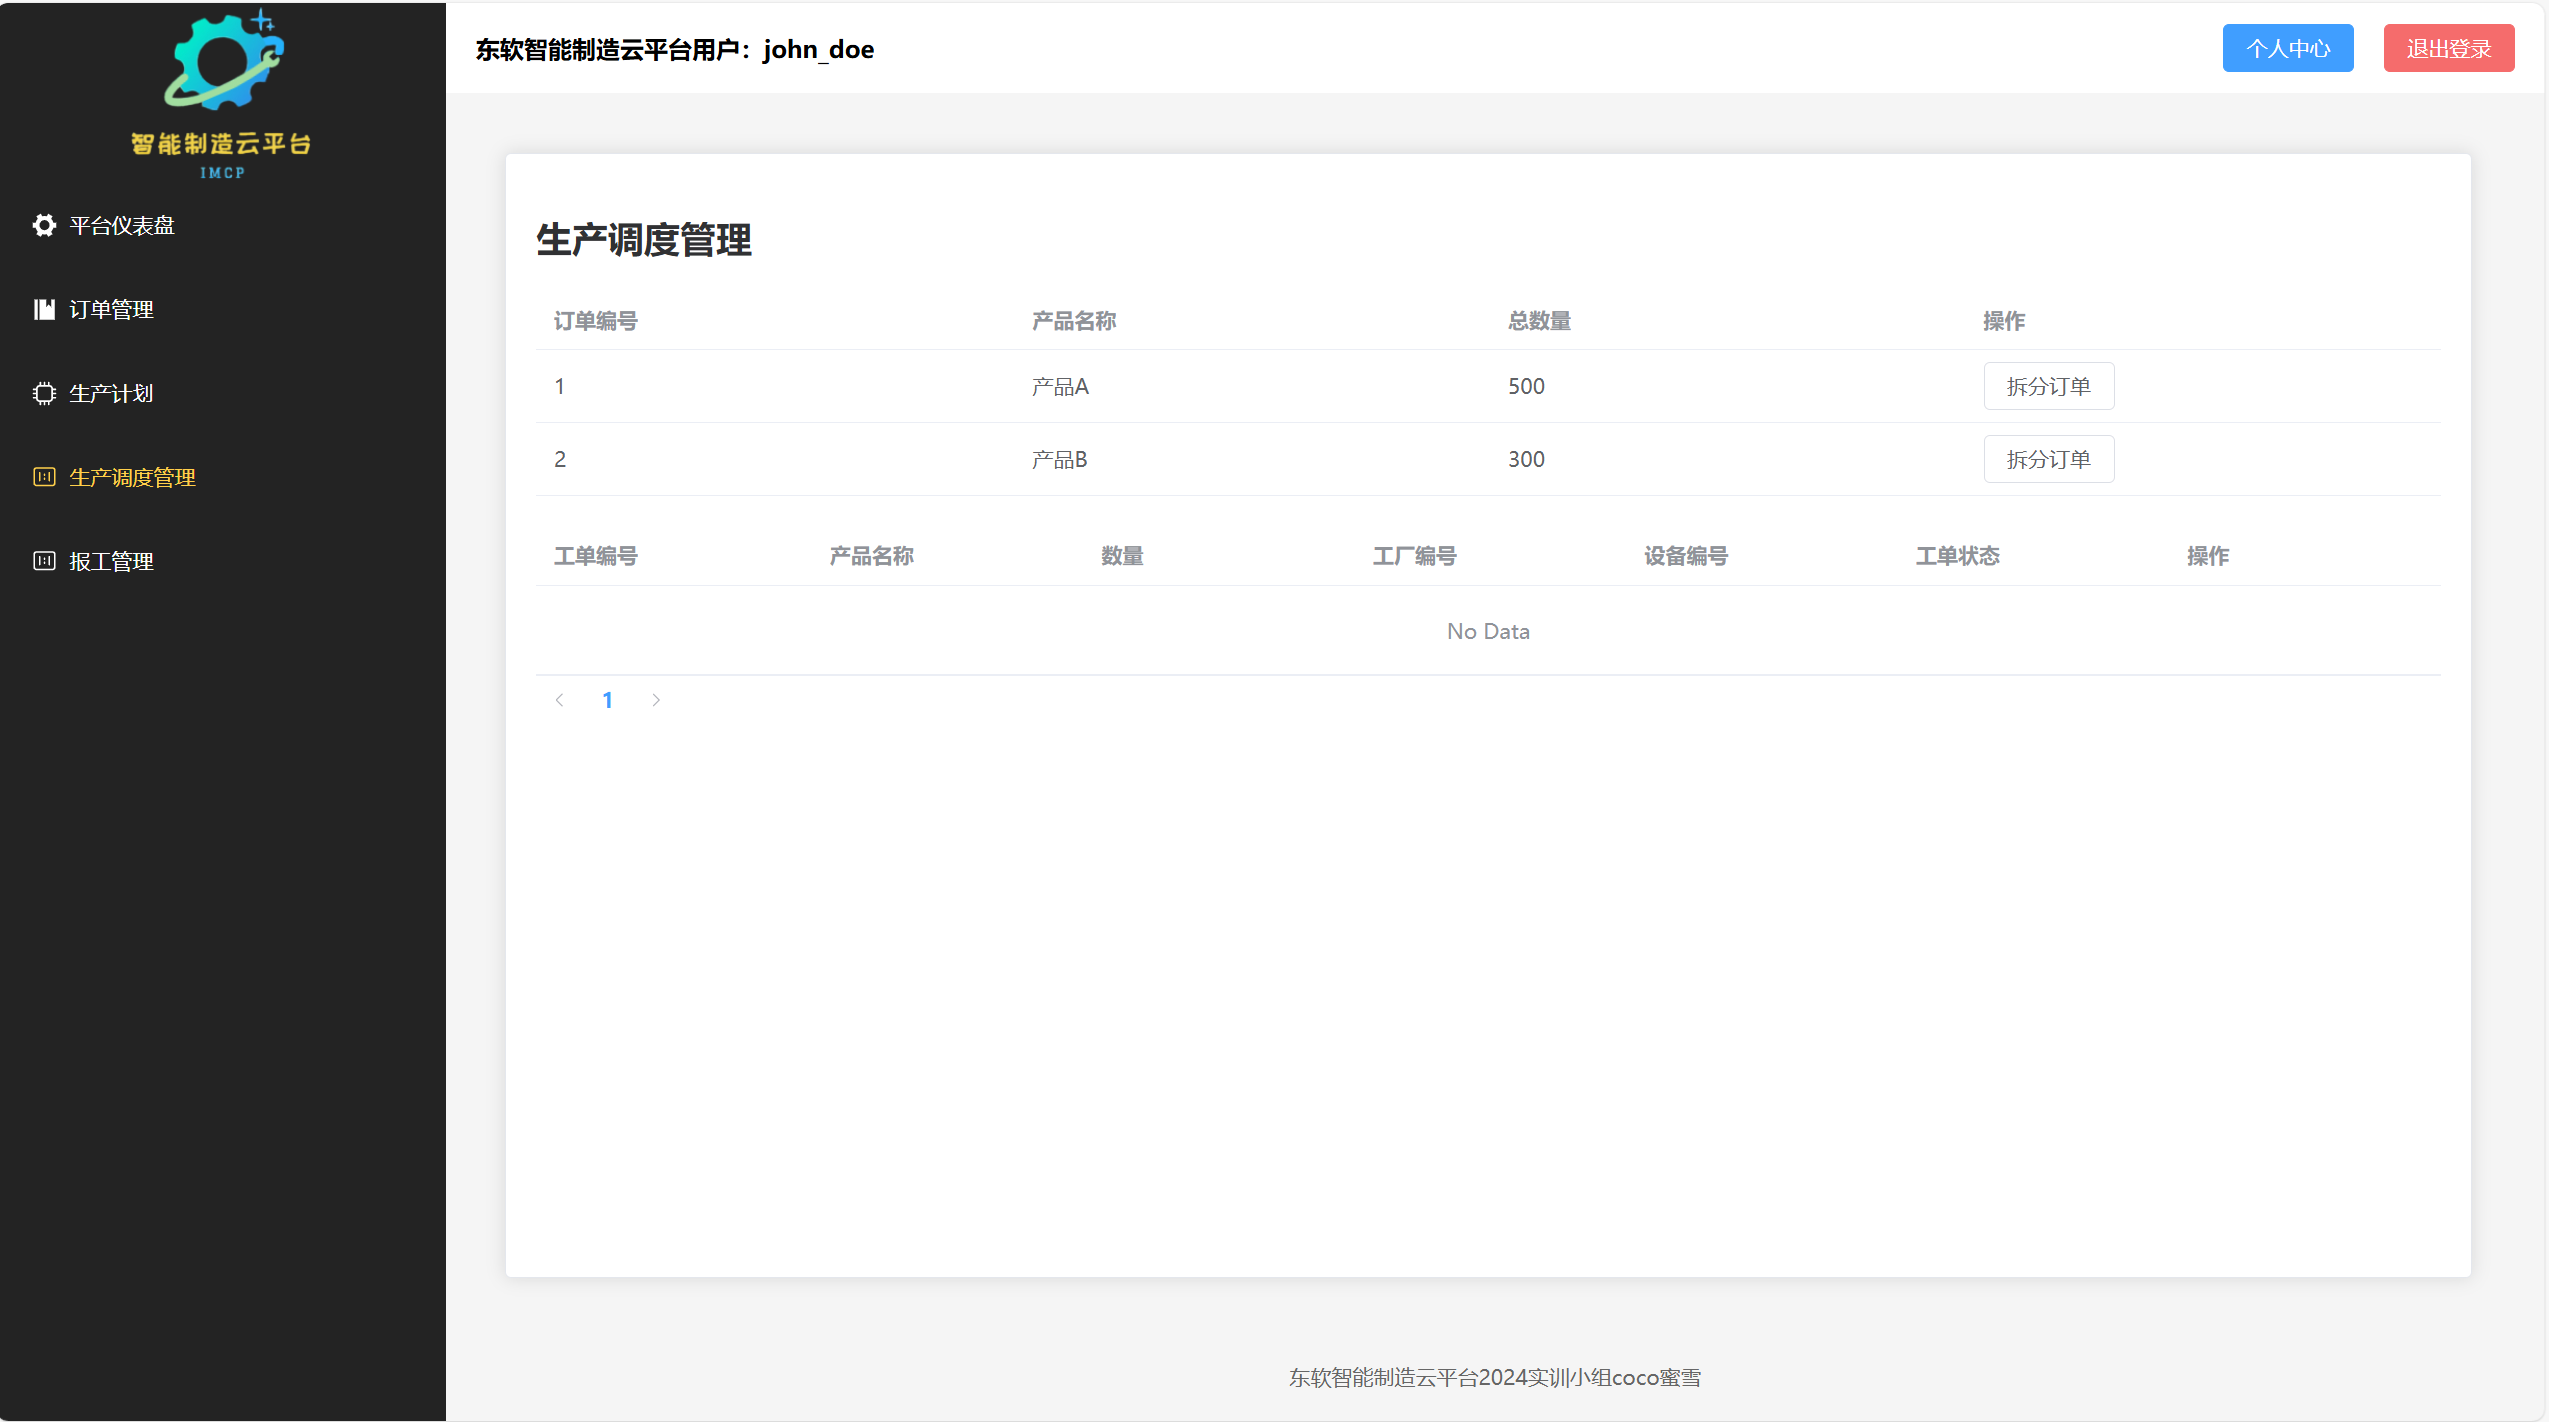 智能制造云平台
IMCP
平台仪表盘
订单管理
生产计划
生产调度管理
报工管理
东软智能制造云平台用户：john_doe
个人中心 退出登录
生产调度管理
订单编号 产品名称 总数量 操作
1 产品A 500 拆分订单
2 产品B 300 拆分订单
工单编号 产品名称 数量 工厂编号 设备编号 工单状态 操作
No Data
1
东软智能制造云平台2024实训小组coco蜜雪